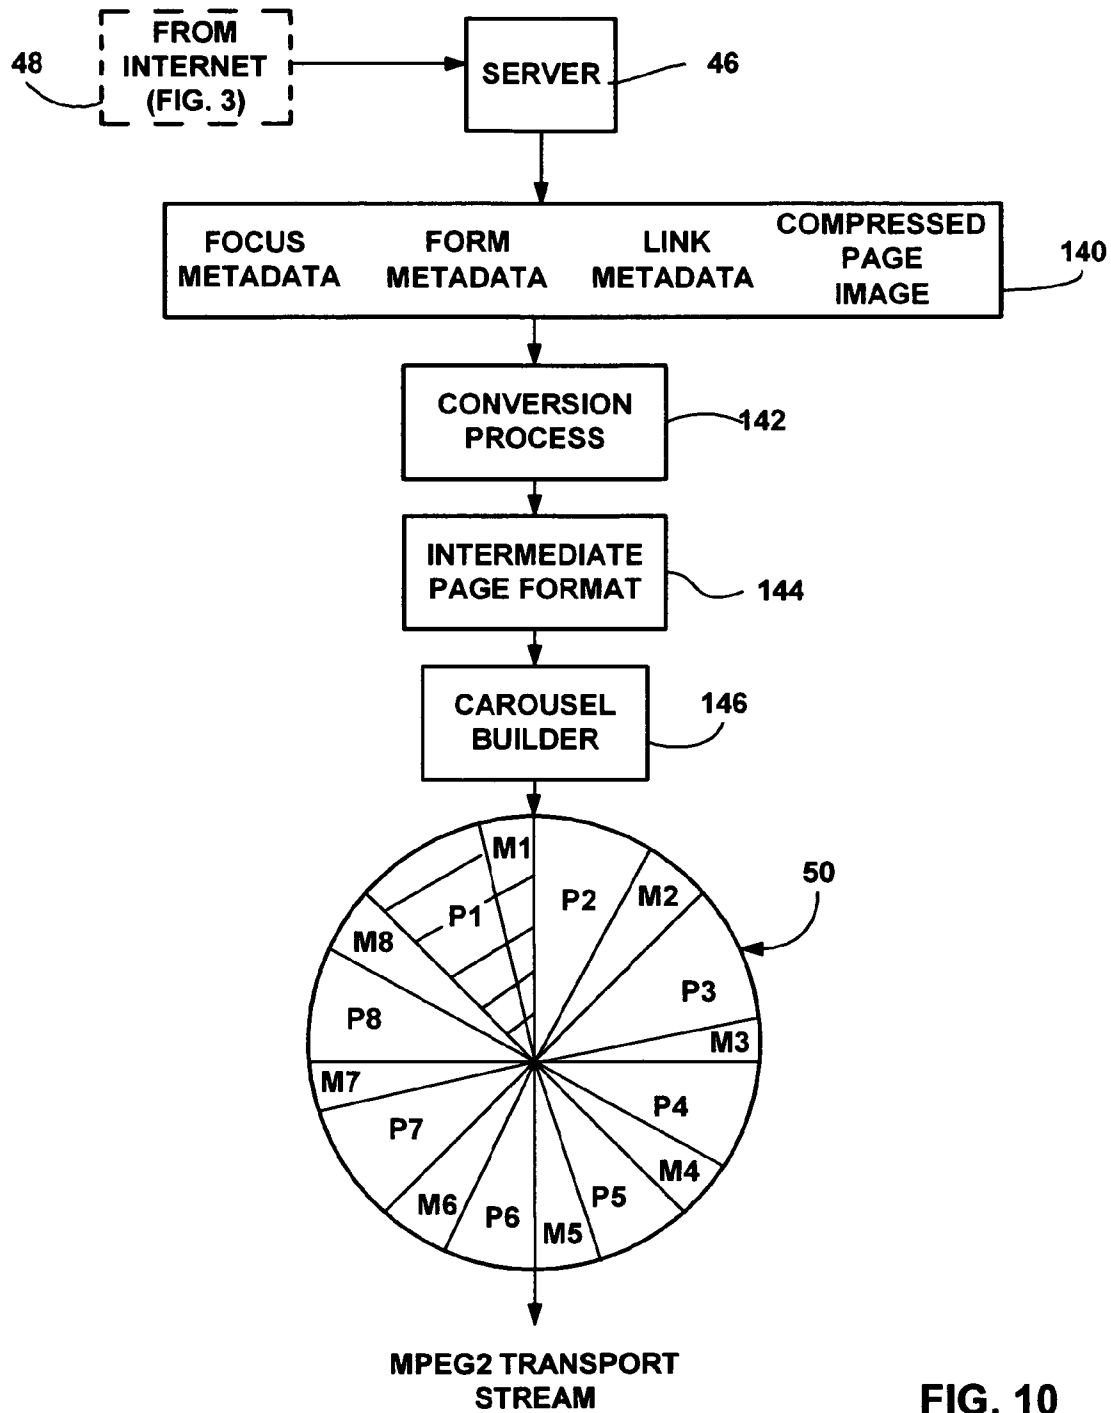 FROM
INTERNET
(FIG. 3)
48
SERVER
46
FOCUS
METADATA
FORM
METADATA
LINK
METADATA
COMPRESSED
PAGE
IMAGE
140
CONVERSION
PROCESS
142
INTERMEDIATE
PAGE FORMAT
144
CAROUSEL
BUILDER
146
M1
P2
M2
50
P1
M8
P3
P8
M3
M7
P4
P7
M4
M6
P6
M5
P5
MPEG2 TRANSPORT
STREAM
FIG. 10